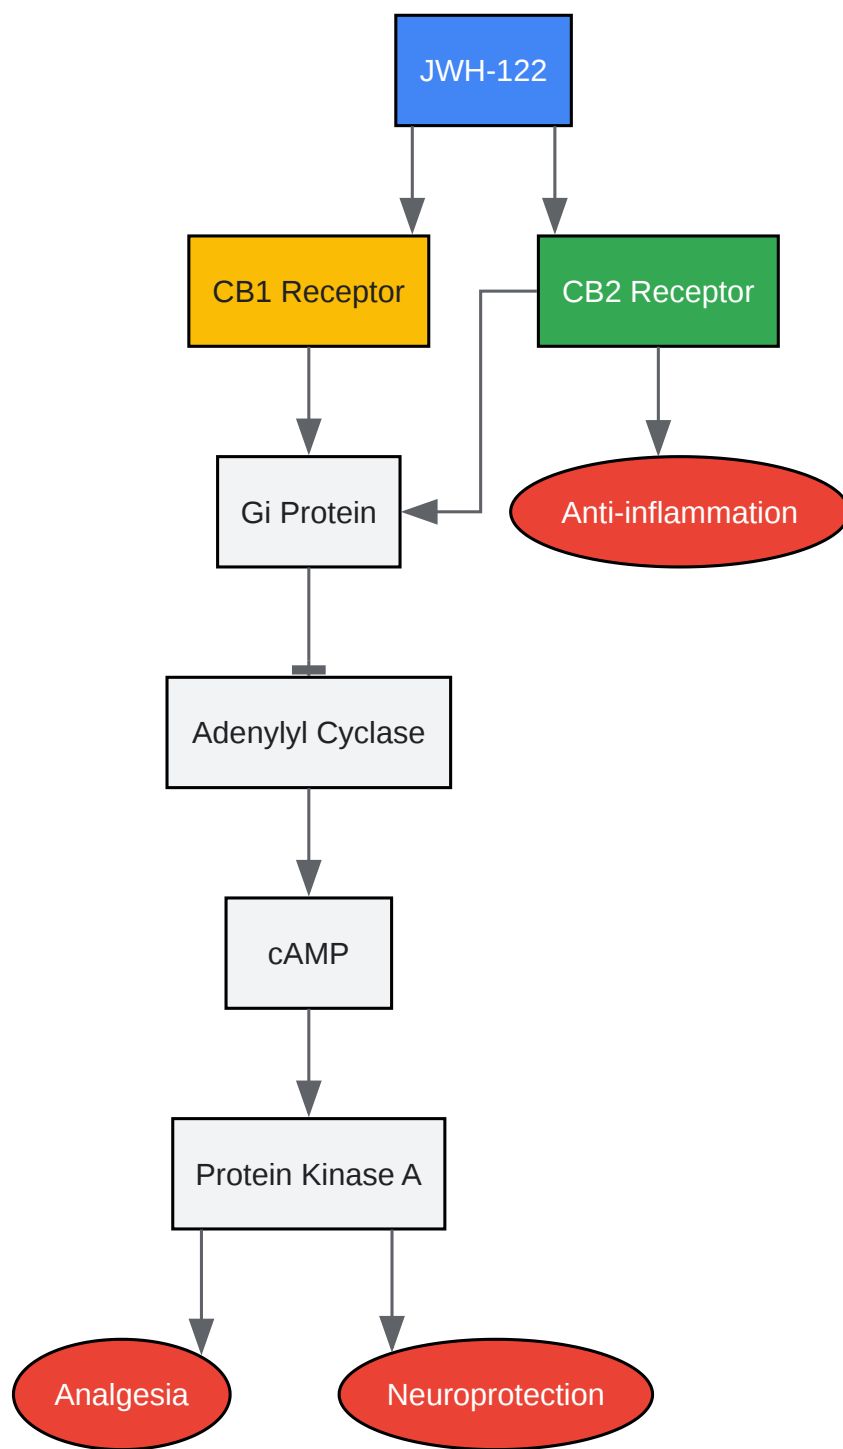 JWH-122
CB1 Receptor
CB2 Receptor
Gi Protein
Anti-inflammation
Adenylyl Cyclase
cAMP
Protein Kinase A
Analgesia
Neuroprotection